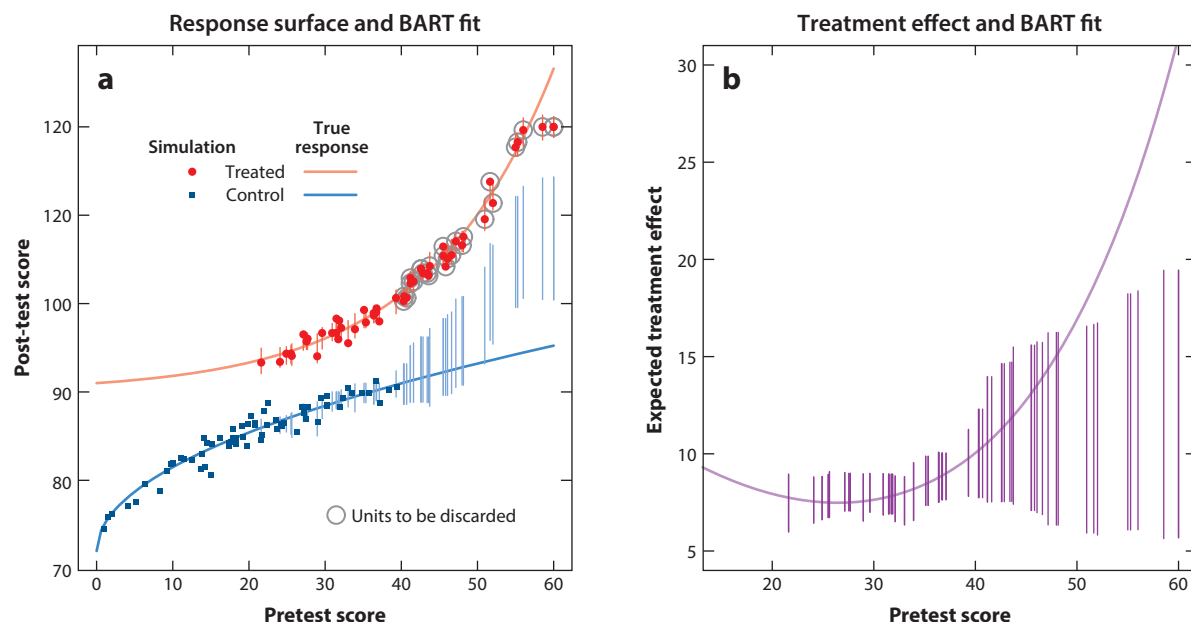 Response surface and BART fit
a
120
120
100
90
80
70
Post-test score
Simulation
True
response
Treated
Control
Units to be discarded
0 10 20 30 40 50 60
Pretest score
Treatment effect and BART fit
b
30
25
20
15
10
5
Expected treatment effect
20 30 40 50 60
Pretest score